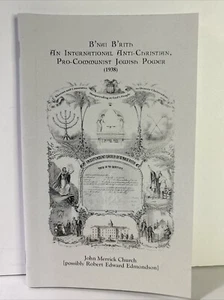 B'nai B'rith
An International Anti-Christian,
Pro-Communist Jewish Power
(1938)
John Merrick Church
[possibly Robert Edward Edmondson]